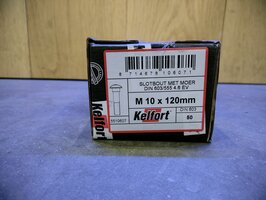 8 714678 106071
SLOTBOUT MET MOER
DIN 603/555 4.6 EV
M 10 x 120mm
Kelfort
DIN 603
50
Kelfort